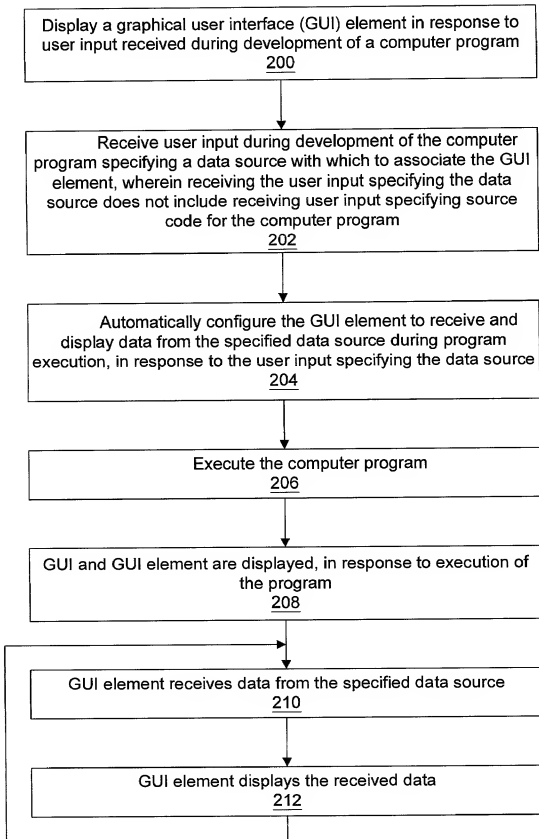 Display a graphical user interface (GUI) element in response to
user input received during development of a computer program
200
Receive user input during development of the computer
program specifying a data source with which to associate the GUI
element, wherein receiving the user input specifying the data
source does not include receiving user input specifying source
code for the computer program
202
Automatically configure the GUI element to receive and
display data from the specified data source during program
execution, in response to the user input specifying the data source
204
Execute the computer program
206
GUI and GUI element are displayed, in response to execution of
the program
208
GUI element receives data from the specified data source
210
GUI element displays the received data
212